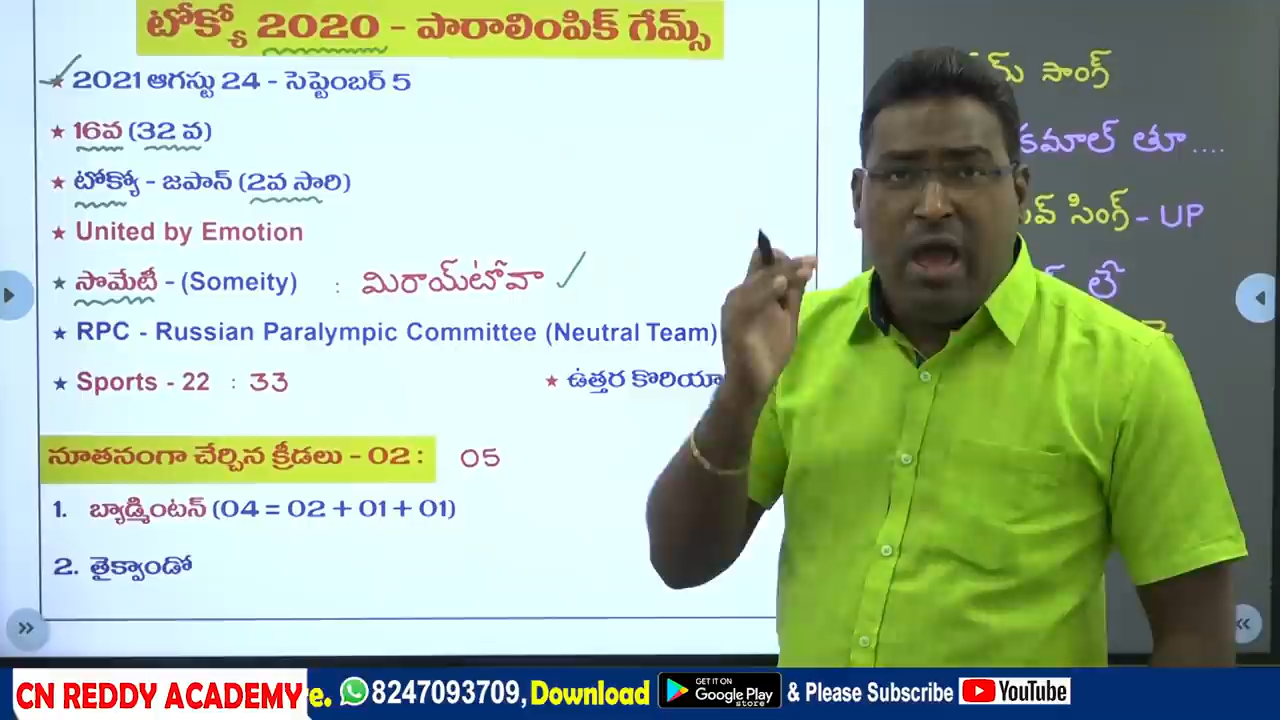 టోక్యో 2020 - పారాలింపిక్ గేమ్స్
★ 2021 ఆగస్టు 24 - సెప్టెంబర్ 5
★ 16వ (32 వ)
★ టోక్యో - జపాన్ (2వ సారి)
★ United by Emotion
★ సొమేటీ - (Someity) : మిరాయ్‌టోవా
★ RPC - Russian Paralympic Committee (Neutral Team)
★ Sports - 22 : 33
★ ఉత్తర కొరియా
నూతనంగా చేర్చిన క్రీడలు - 02 : 05
1. బ్యాడ్మింటన్ (04 = 02 + 01 + 01)
2. తైక్వాండో
సాంగ్
కమాల్ తూ....
సింగ్ - UP
లే
CN REDDY ACADEMY
re. 8247093709, Download GET IT ON Google Play store & Please Subscribe YouTube